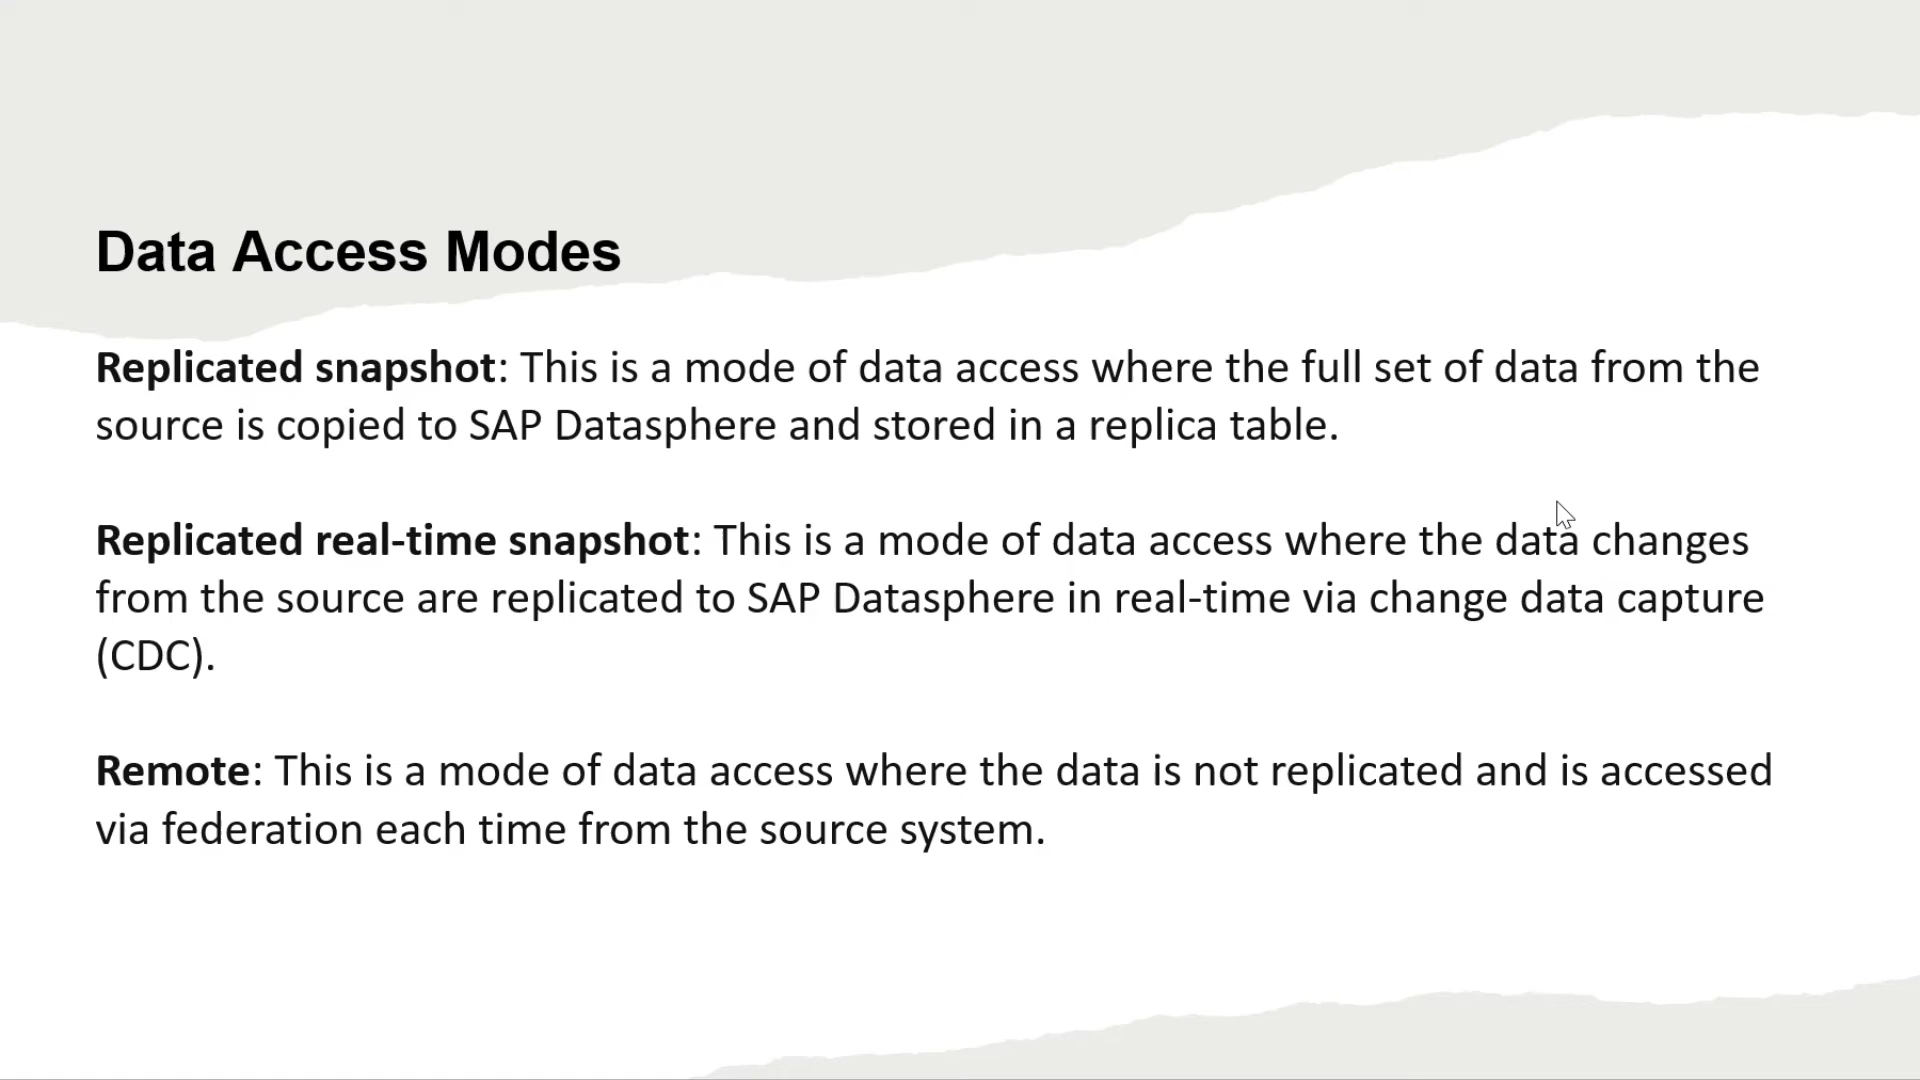 Data Access Modes
Replicated snapshot: This is a mode of data access where the full set of data from the
source is copied to SAP Datasphere and stored in a replica table.
Replicated real-time snapshot: This is a mode of data access where the data changes
from the source are replicated to SAP Datasphere in real-time via change data capture
(CDC).
Remote: This is a mode of data access where the data is not replicated and is accessed
via federation each time from the source system.